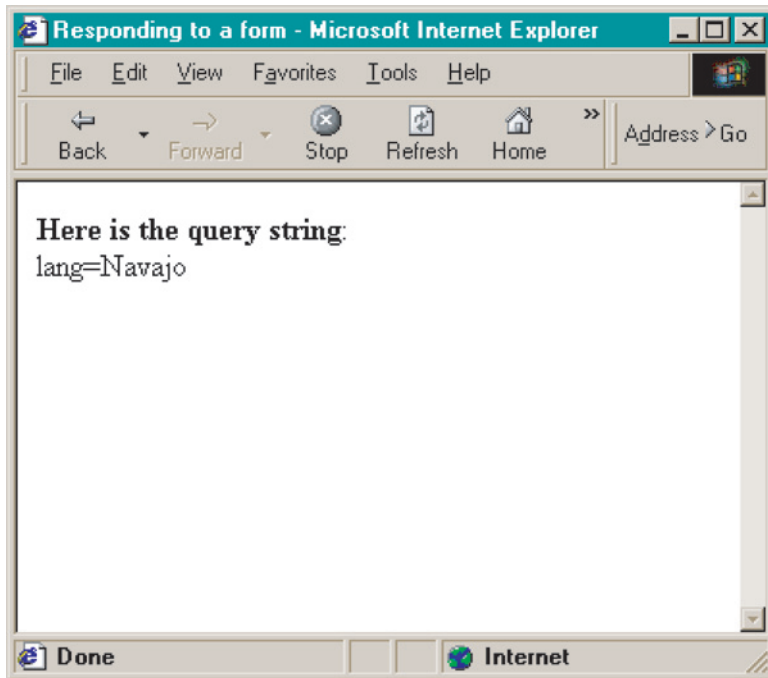 Responding to a form - Microsoft Internet Explorer
File Edit View Favorites Tools Help
Back Forward Stop Refresh Home » Address Go
Here is the query string:
lang=Navajo
Done Internet